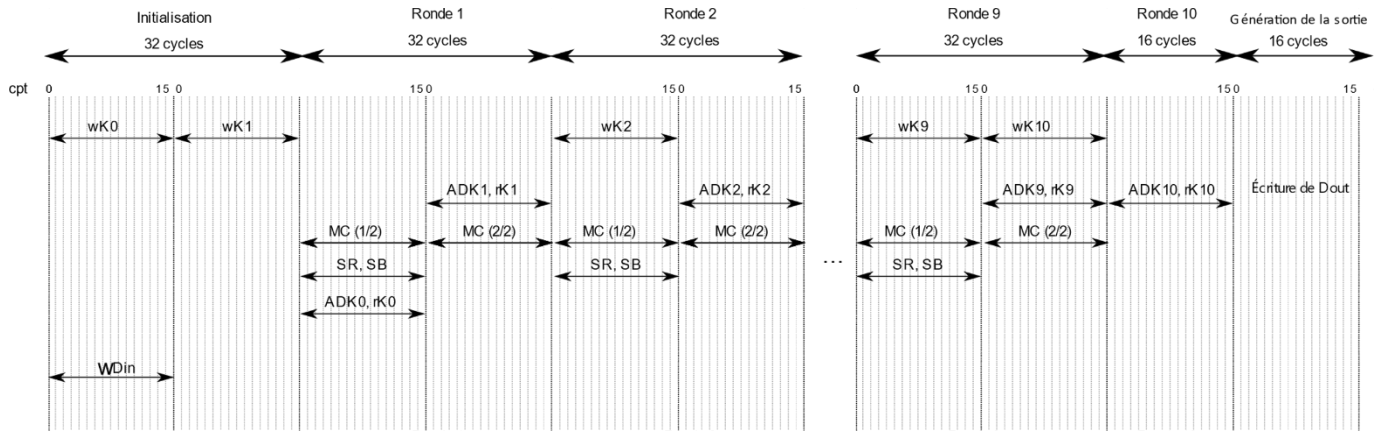 Initialisation Ronde 1 Ronde 2 Ronde 9 Ronde 10 Génération de la sortie
32 cycles 32 cycles 32 cycles 32 cycles 16 cycles 16 cycles
cpt 0 15 0 15 0 15 0 15 0 15 0 15 0 15
wK0 wK1 wK2 wK9 wK10
ADK1, rK1 ADK2, rK2 ADK9, rK9 ADK10, rK10 Écriture de Dout
MC (1/2) MC (2/2) MC (1/2) MC (2/2) MC (1/2) MC (2/2)
SR, SB SR, SB ... SR, SB
ADK0, rK0
WDin